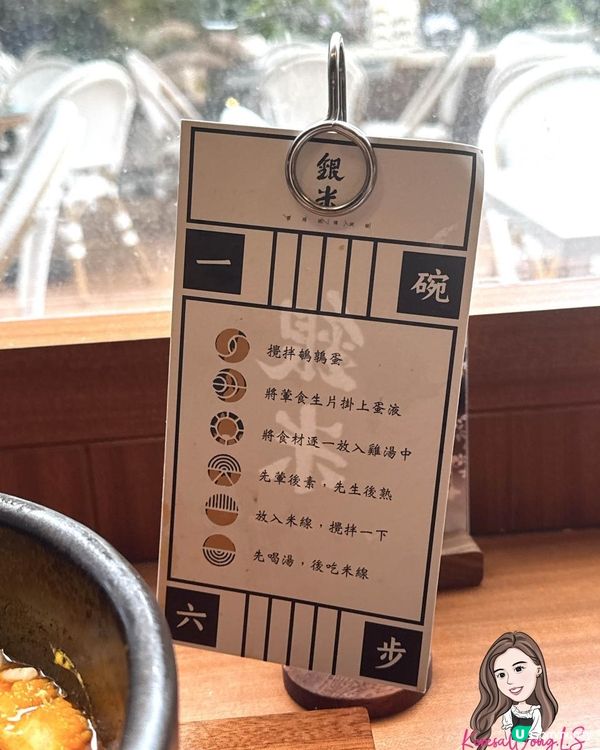 銀米
一
碗
攪拌鵪鶉蛋
將葷食生片掛上蛋液
將食材逐一放入雞湯中
先葷後素，先生後熟
放入米線，攪拌一下
先喝湯，後吃米線
六
步